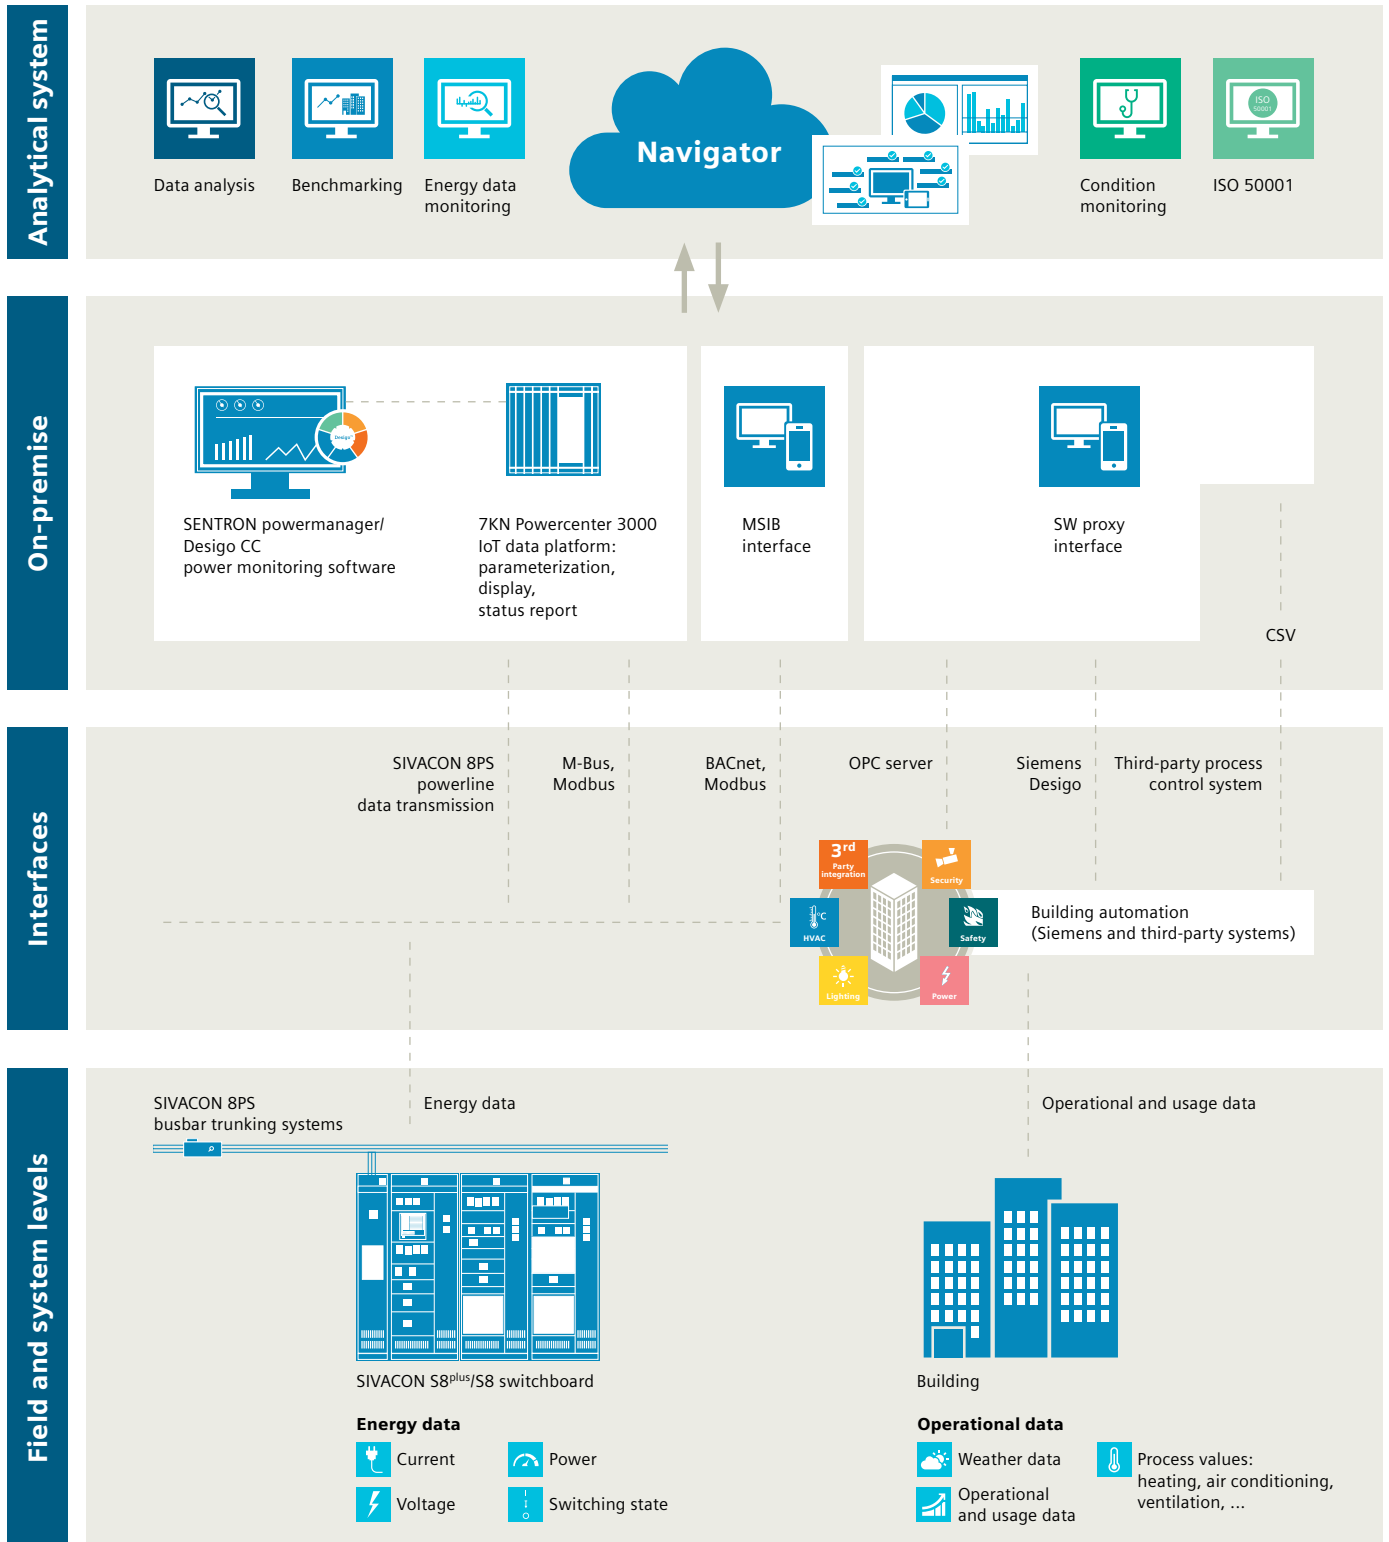 Analytical system
Data analysis
Benchmarking
Energy data
monitoring
Navigator
Condition
monitoring
ISO
50001
ISO 50001
On-premise
Desigo™
SENTRON powermanager/
Desigo CC
power monitoring software
7KN Powercenter 3000
IoT data platform:
parameterization,
display,
status report
MSIB
interface
SW proxy
interface
CSV
Interfaces
SIVACON 8PS
powerline
data transmission
M-Bus,
Modbus
BACnet,
Modbus
OPC server
Siemens
Desigo
Third-party process
control system
3rd
Party
integration
Security
°C
HVAC
Safety
Lighting
Power
Building automation
(Siemens and third-party systems)
Field and system levels
SIVACON 8PS
busbar trunking systems
Energy data
Operational and usage data
SIVACON S8plus/S8 switchboard
Building
Energy data
Current
Power
Voltage
Switching state
Operational data
Weather data
Operational
and usage data
Process values:
heating, air conditioning,
ventilation, ...